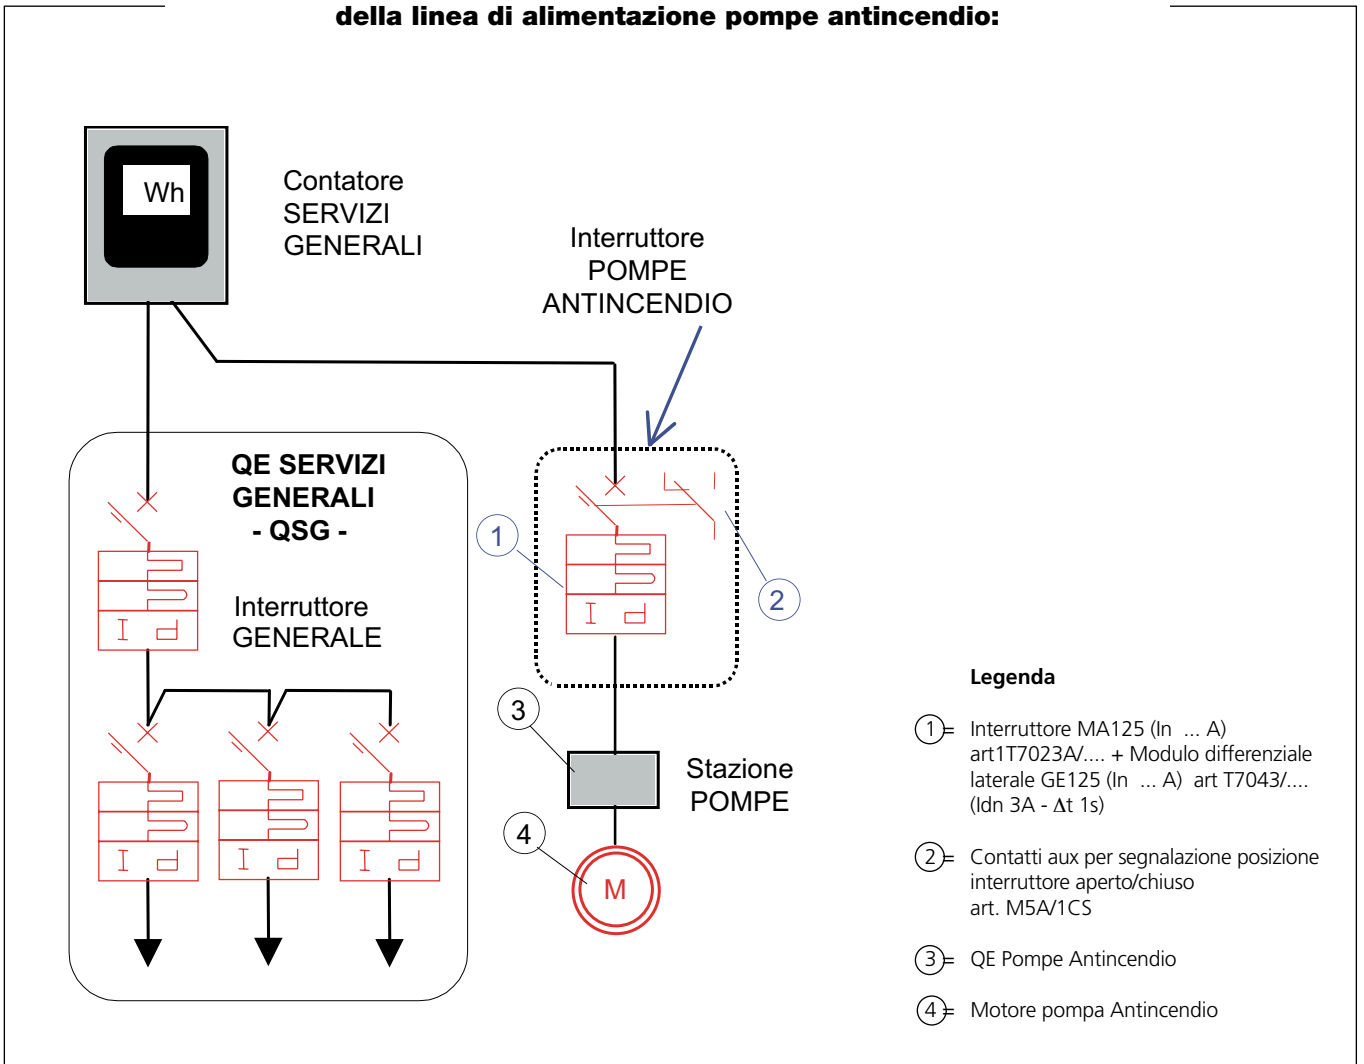 della linea di alimentazione pompe antincendio:
Wh
Contatore
SERVIZI
GENERALI
Interruttore
POMPE
ANTINCENDIO
QE SERVIZI
GENERALI
- QSG -
1
2
Interruttore
GENERALE
3
Stazione
POMPE
4
M
Legenda
1= Interruttore MA125 (In ... A)
art1T7023A/.... + Modulo differenziale
laterale GE125 (In ... A) art T7043/....
(Idn 3A - Δt 1s)
2= Contatti aux per segnalazione posizione
interruttore aperto/chiuso
art. M5A/1CS
3= QE Pompe Antincendio
4= Motore pompa Antincendio